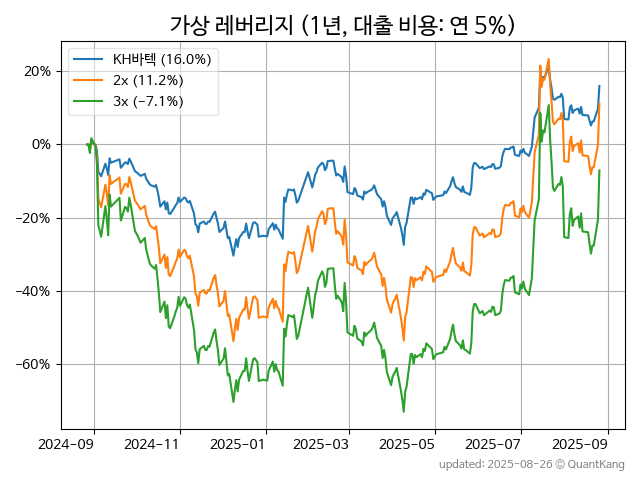 가상 레버리지 (1년, 대출 비용: 연 5%)
KH바텍 (16.0%)
2x (11.2%)
3x (−7.1%)
20%
0%
−20%
−40%
−60%
2024-09 2024-11 2025-01 2025-03 2025-05 2025-07 2025-09
updated: 2025-08-26 © QuantKang